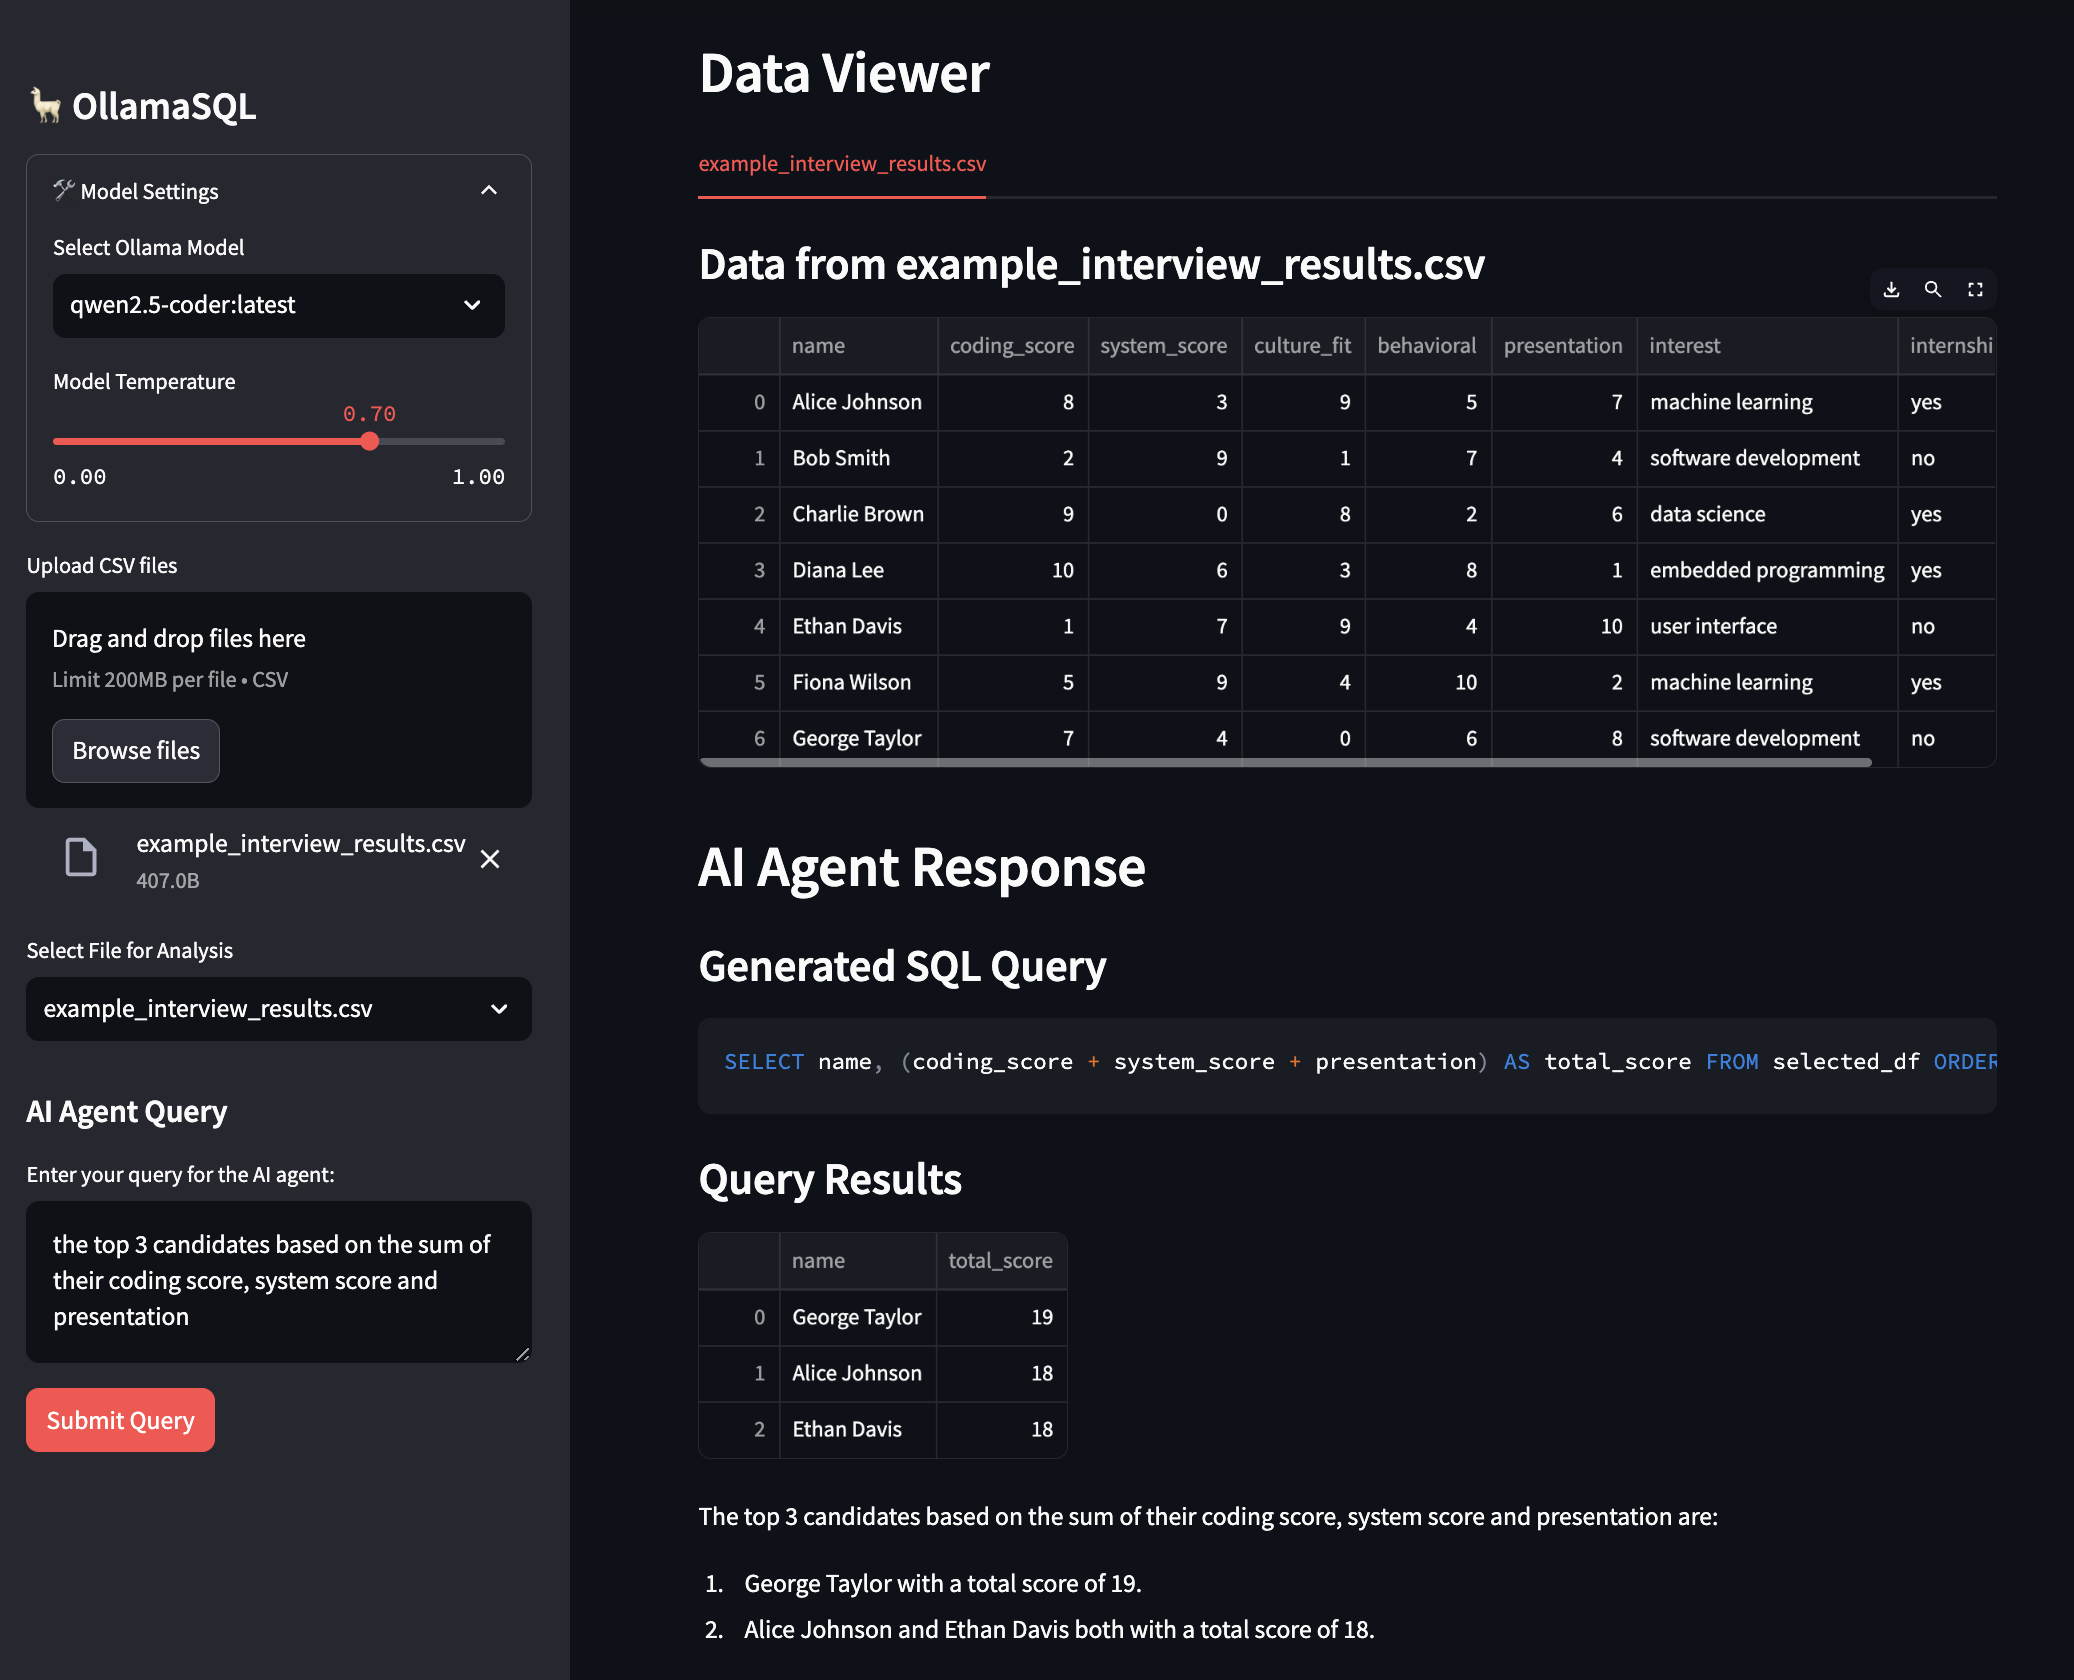 OllamaSQL
Model Settings
Select Ollama Model
qwen2.5-coder:latest
Model Temperature
0.70
0.00 1.00
Upload CSV files
Drag and drop files here
Limit 200MB per file • CSV
Browse files
example_interview_results.csv
407.0B
Select File for Analysis
example_interview_results.csv
AI Agent Query
Enter your query for the AI agent:
the top 3 candidates based on the sum of
their coding score, system score and
presentation
Submit Query
Data Viewer
example_interview_results.csv
Data from example_interview_results.csv
name coding_score system_score culture_fit behavioral presentation interest internshi
0 Alice Johnson 8 3 9 5 7 machine learning yes
1 Bob Smith 2 9 1 7 4 software development no
2 Charlie Brown 9 0 8 2 6 data science yes
3 Diana Lee 10 6 3 8 1 embedded programming yes
4 Ethan Davis 1 7 9 4 10 user interface no
5 Fiona Wilson 5 9 4 10 2 machine learning yes
6 George Taylor 7 4 0 6 8 software development no
AI Agent Response
Generated SQL Query
SELECT name, (coding_score + system_score + presentation) AS total_score FROM selected_df ORDER
Query Results
name total_score
0 George Taylor 19
1 Alice Johnson 18
2 Ethan Davis 18
The top 3 candidates based on the sum of their coding score, system score and presentation are:
1. George Taylor with a total score of 19.
2. Alice Johnson and Ethan Davis both with a total score of 18.